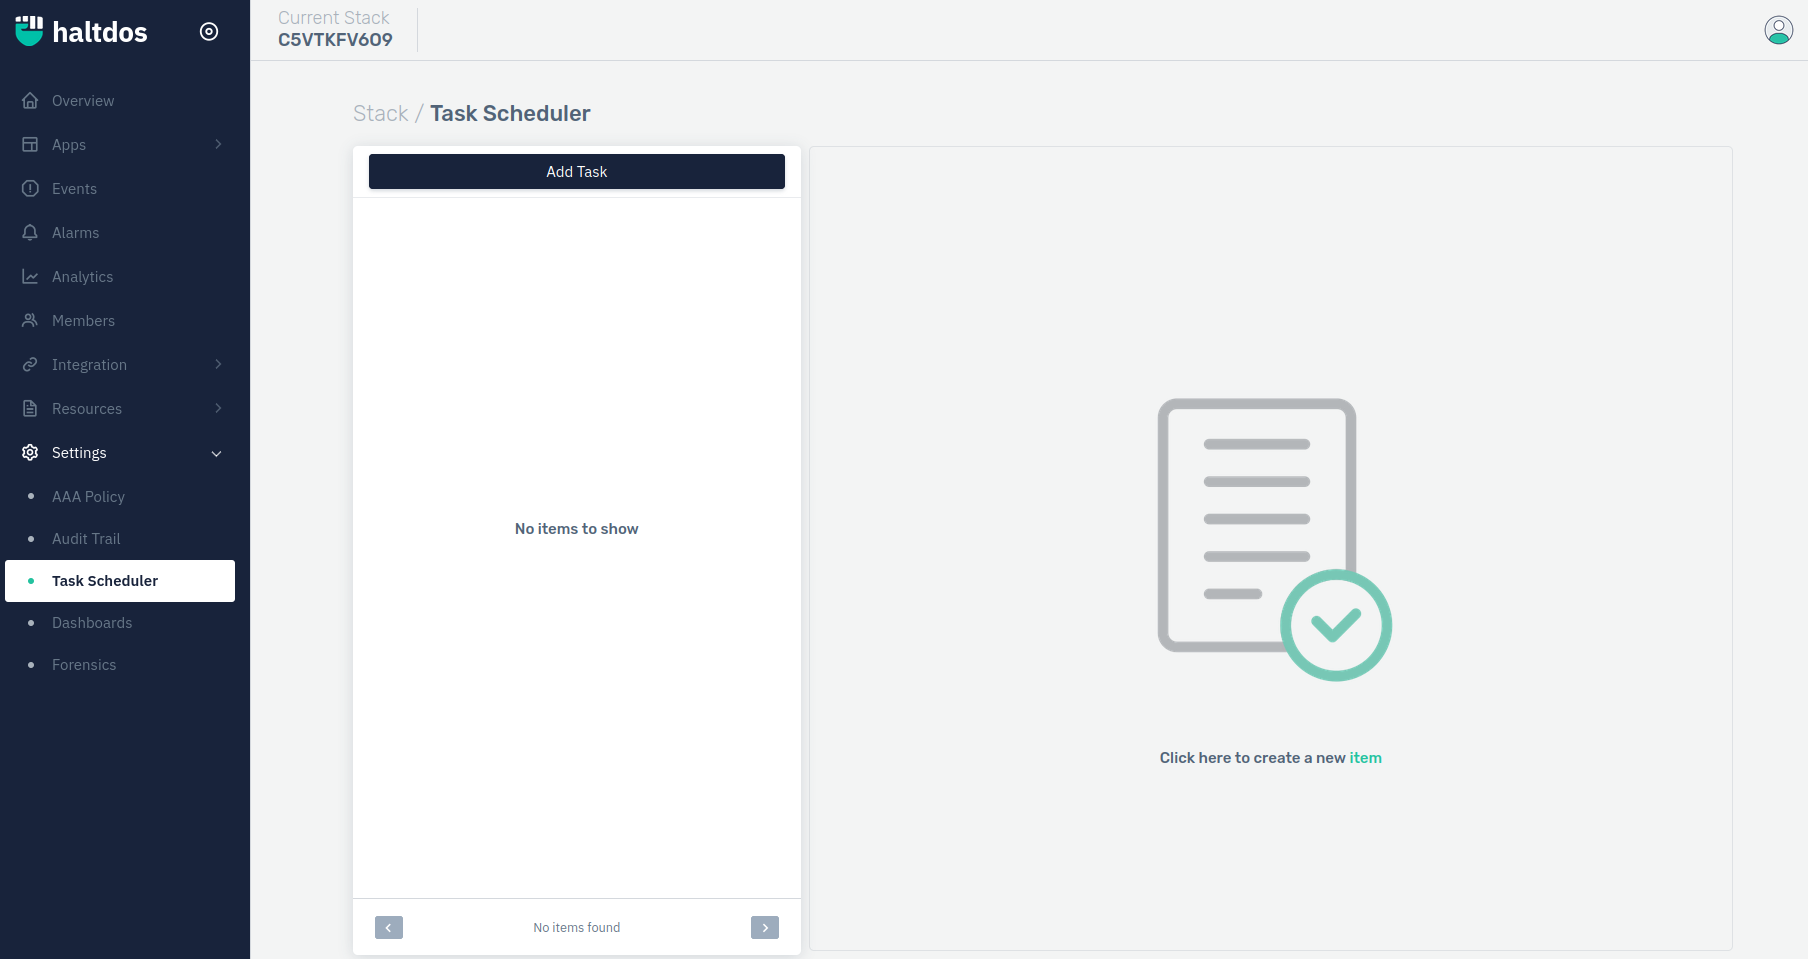 haltdos
Overview
Apps
Events
Alarms
Analytics
Members
Integration
Resources
Settings
AAA Policy
Audit Trail
Task Scheduler
Dashboards
Forensics
Current Stack
C5VTKFV6O9
Stack / Task Scheduler
Add Task
No items to show
No items found
Click here to create a new item